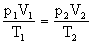 p₁V₁/T₁ = p₂V₂/T₂